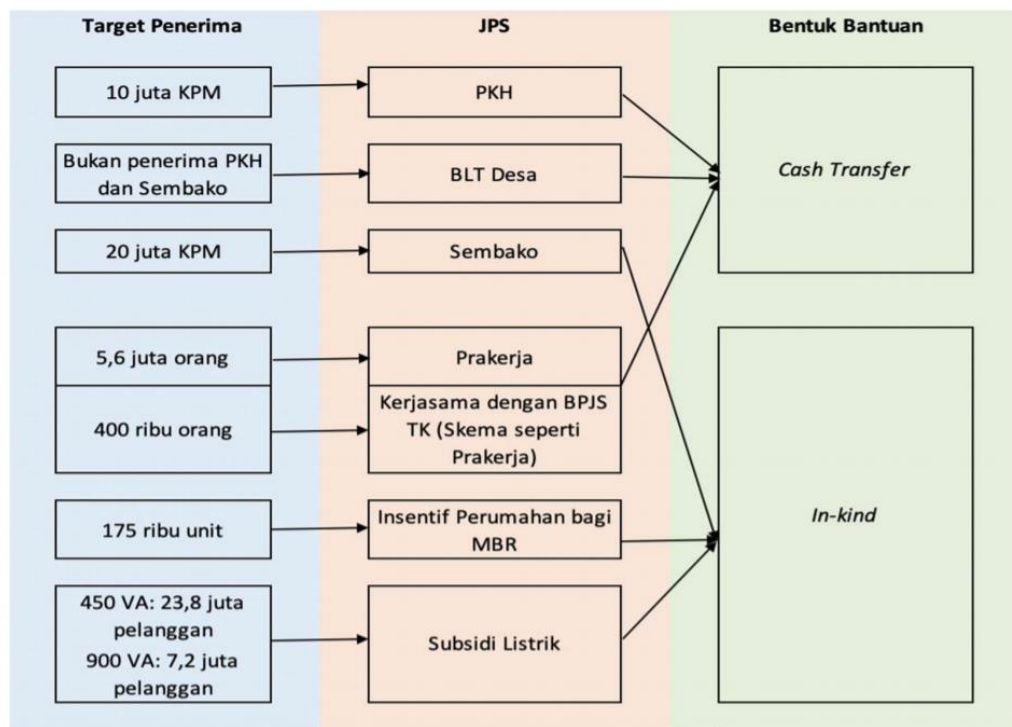 Target Penerima
JPS
Bentuk Bantuan
10 juta KPM
PKH
Cash Transfer
Bukan penerima PKH
dan Sembako
BLT Desa
20 juta KPM
Sembako
5,6 juta orang
Prakerja
400 ribu orang
Kerjasama dengan BPJS
TK (Skema seperti
Prakerja)
In-kind
175 ribu unit
Insentif Perumahan bagi
MBR
450 VA: 23,8 juta
pelanggan
900 VA: 7,2 juta
pelanggan
Subsidi Listrik